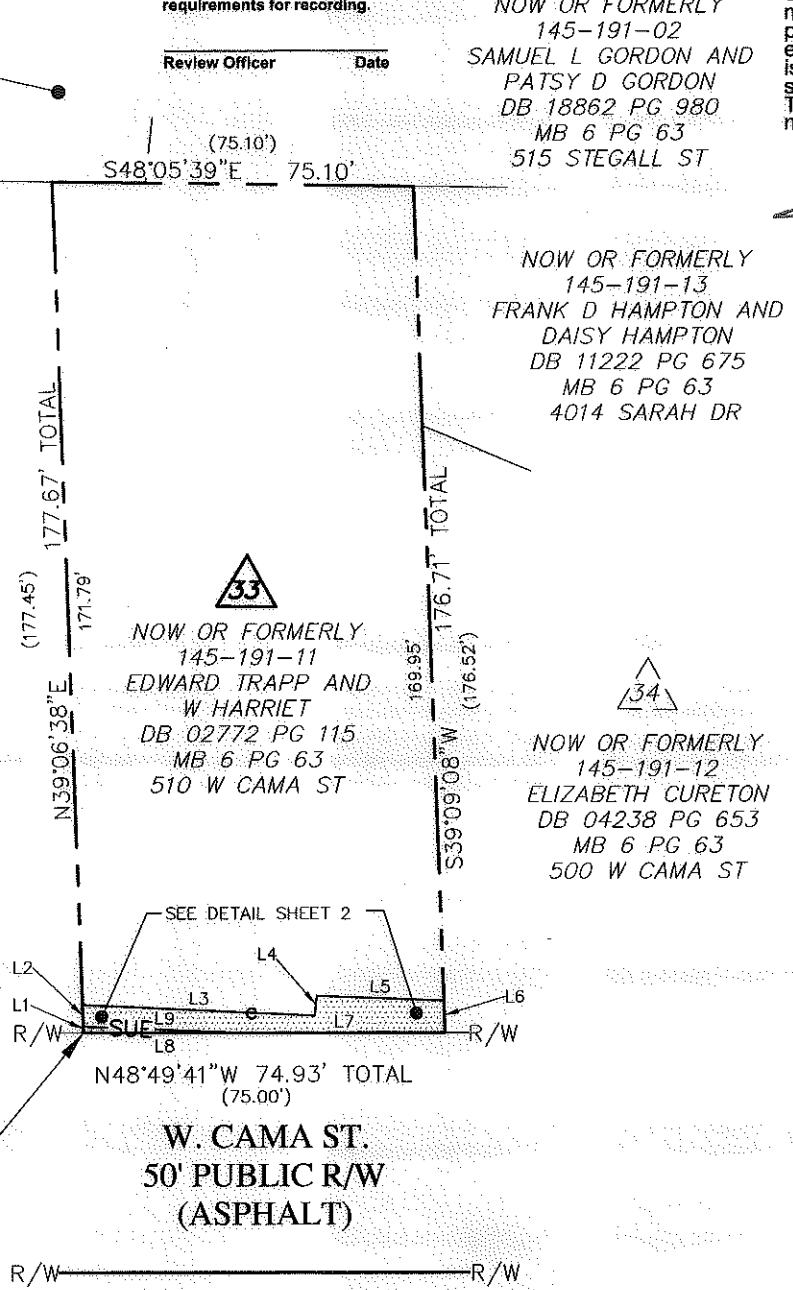 requirements for recording.
Review Officer Date
NOW OR FORMERLY
145-191-02
SAMUEL L GORDON AND
PATSY D GORDON
DB 18862 PG 980
MB 6 PG 63
515 STEGALL ST
(75.10')
S48°05'39"E 75.10'
NOW OR FORMERLY
145-191-13
FRANK D HAMPTON AND
DAISY HAMPTON
DB 11222 PG 675
MB 6 PG 63
4014 SARAH DR
N39°06'38"E 177.67' TOTAL
(177.45')
171.79'
33
NOW OR FORMERLY
145-191-11
EDWARD TRAPP AND
W HARRIET
DB 02772 PG 115
MB 6 PG 63
510 W CAMA ST
S39°09'08"W 176.71' TOTAL
169.95'
(176.52')
34
NOW OR FORMERLY
145-191-12
ELIZABETH CURETON
DB 04238 PG 653
MB 6 PG 63
500 W CAMA ST
SEE DETAIL SHEET 2
L2 L3 L4 L5 L6
L1 L9 L7
R/W SUE L8 R/W
N48°49'41"W 74.93' TOTAL
(75.00')
W. CAMA ST.
50' PUBLIC R/W
(ASPHALT)
R/W R/W